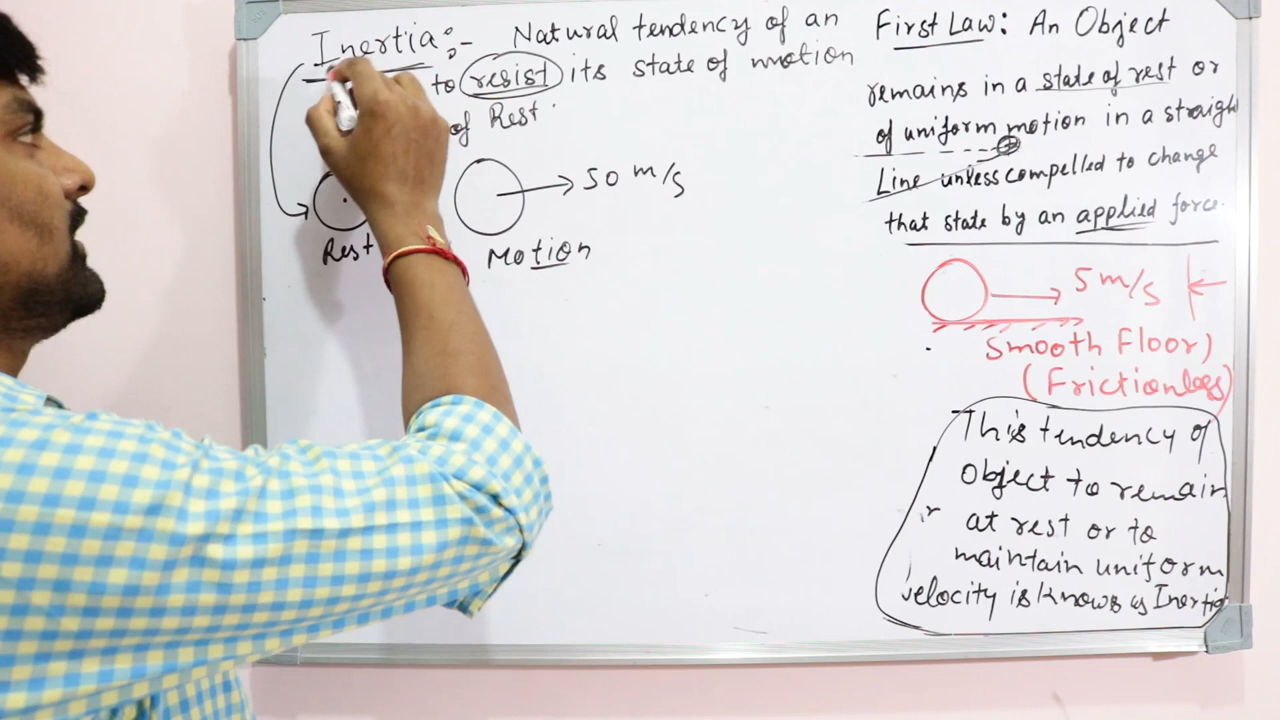 Inertia:- Natural tendency of an
to resist its state of motion
of Rest.
Rest
50 m/s
Motion
First Law: An Object
remains in a state of rest or
of uniform motion in a straight
Line unless compelled to change
that state by an applied force.
5 m/s
Smooth Floor)
(Frictionless)
This tendency of
object to remain
at rest or to
maintain uniform
velocity is knows as Inertia